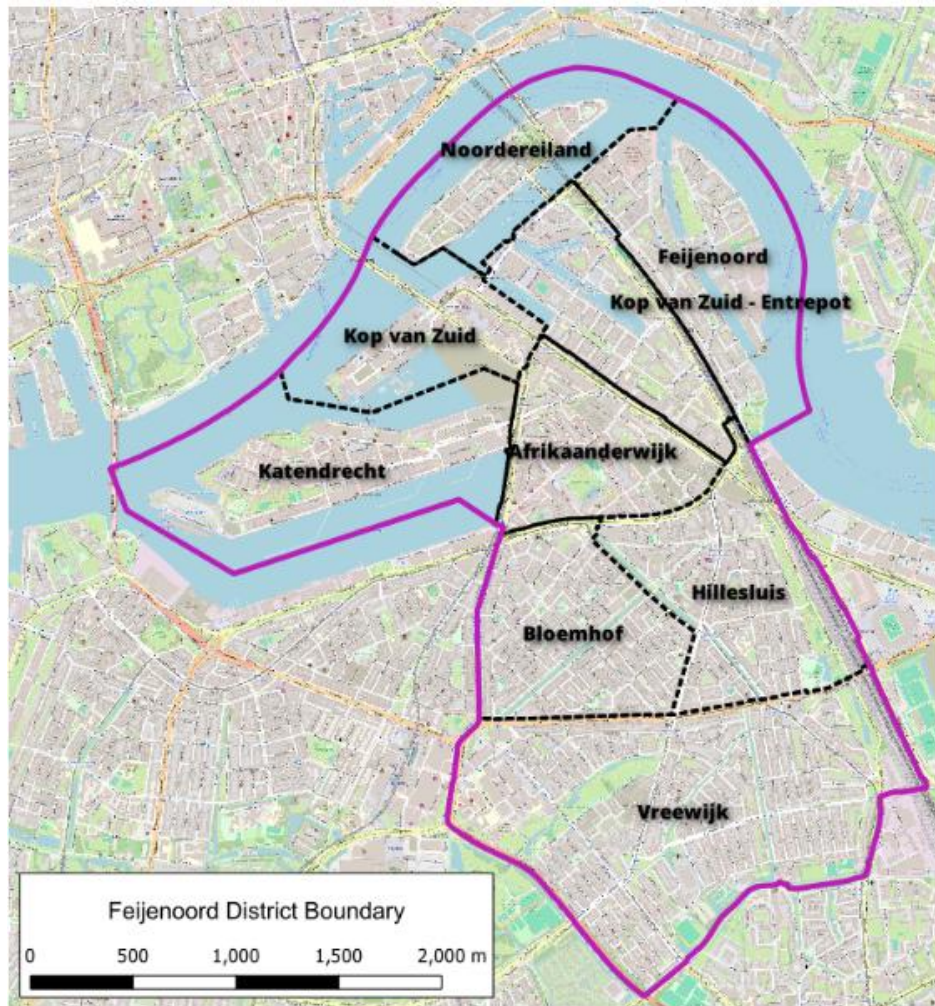 Noordereiland
Feijenoord
Kop van Zuid - Entrepot
Kop van Zuid
Afrikaanderwijk
Katendrecht
Hillesluis
Bloemhof
Vreewijk
Feijenoord District Boundary
0 500 1,000 1,500 2,000 m